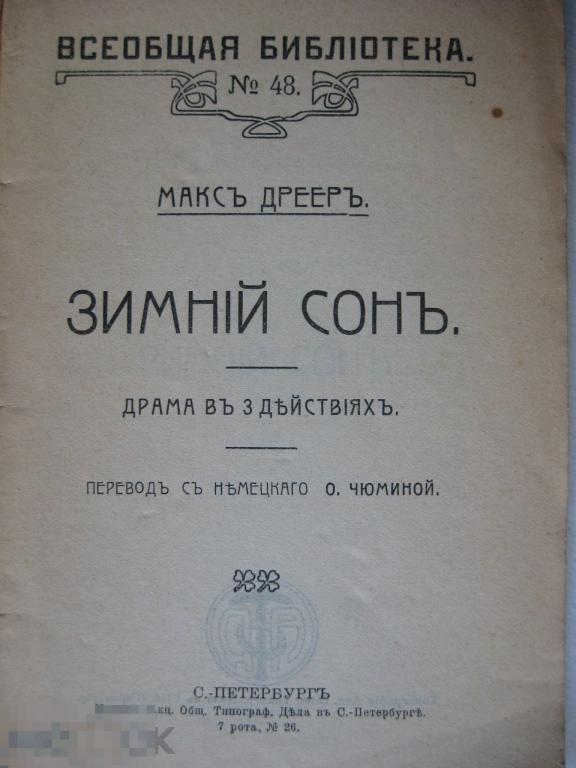 ВСЕОБЩАЯ БИБЛІОТЕКА.
№ 48.
МАКСЪ ДРЕЕРЪ.
ЗИМНІЙ СОНЪ.
ДРАМА ВЪ 3 ДѢЙСТВІЯХЪ.
ПЕРЕВОДЪ СЪ НѢМЕЦКАГО О. ЧЮМИНОЙ.
С.-ПЕТЕРБУРГЪ
Общ. Типограф. Дѣла въ С.-Петербургѣ.
7 рота, № 26.